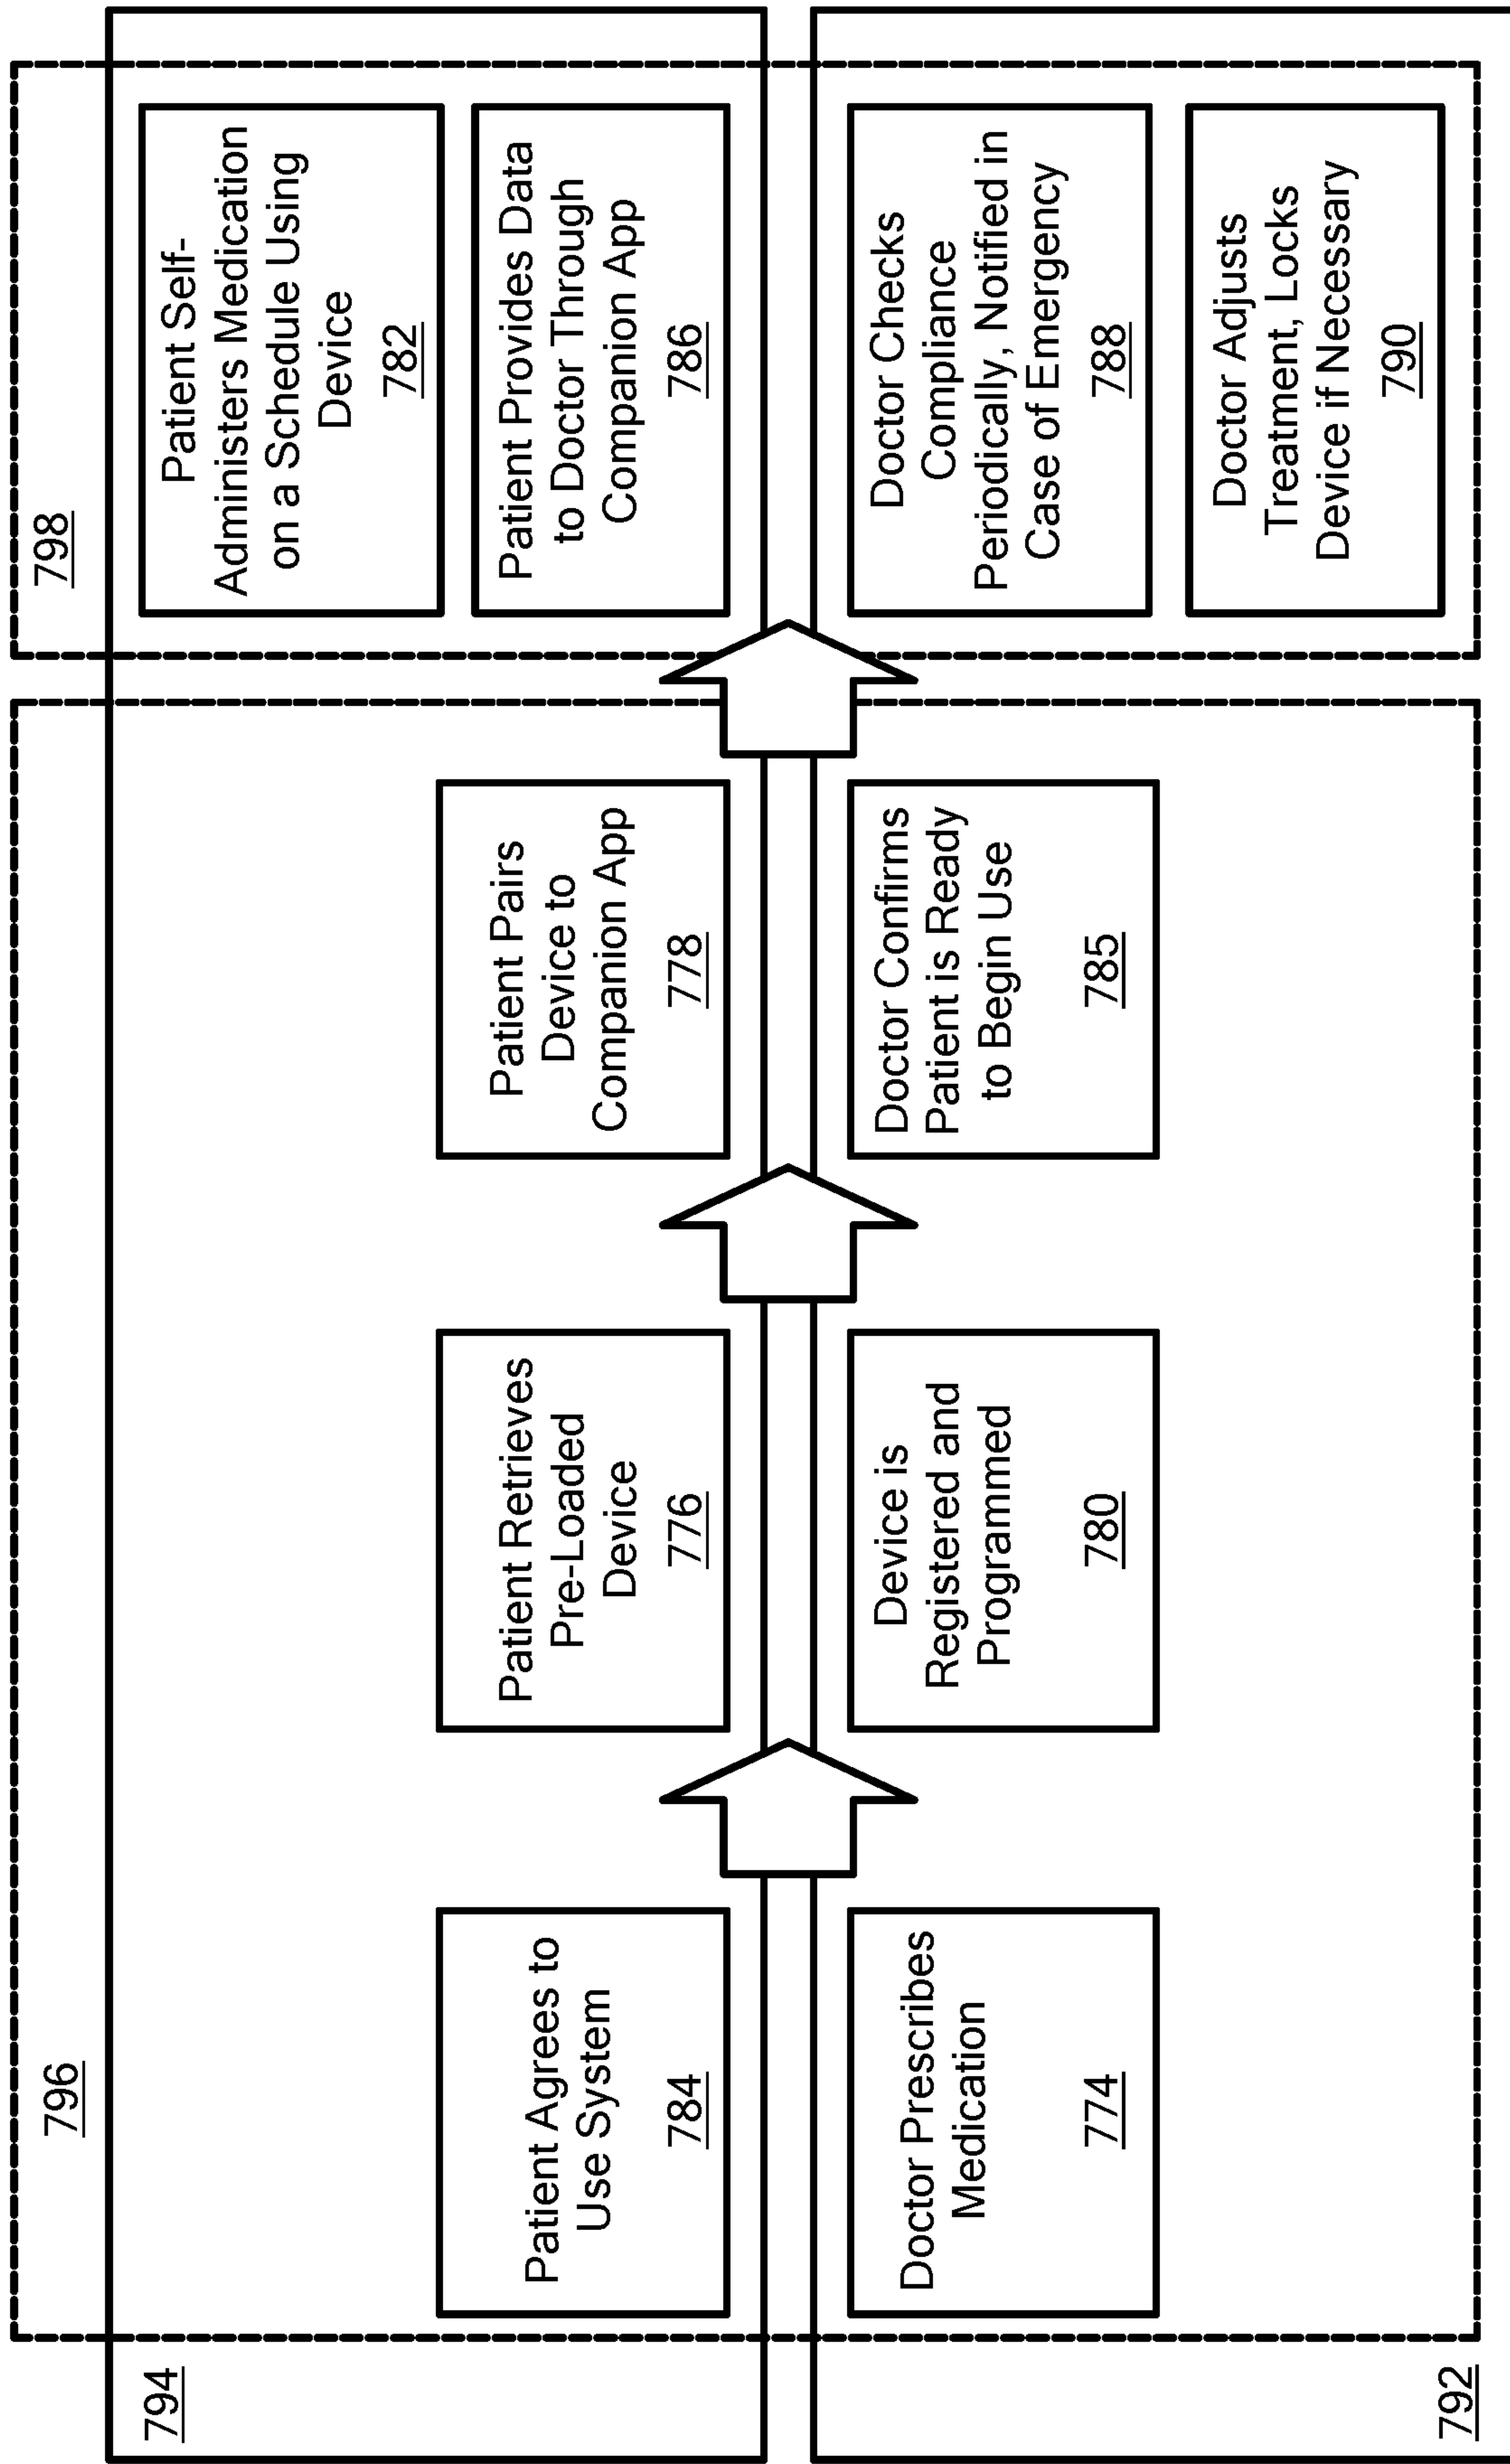 796
798
794
Patient Agrees to
Use System
784
Patient Retrieves
Pre-Loaded
Device
776
Patient Pairs
Device to
Companion App
778
Patient Self-
Administers Medication
on a Schedule Using
Device
782
Patient Provides Data
to Doctor Through
Companion App
786
Doctor Prescribes
Medication
774
Device is
Registered and
Programmed
780
Doctor Confirms
Patient is Ready
to Begin Use
785
Doctor Checks
Compliance
Periodically, Notified in
Case of Emergency
788
Doctor Adjusts
Treatment, Locks
Device if Necessary
790
792